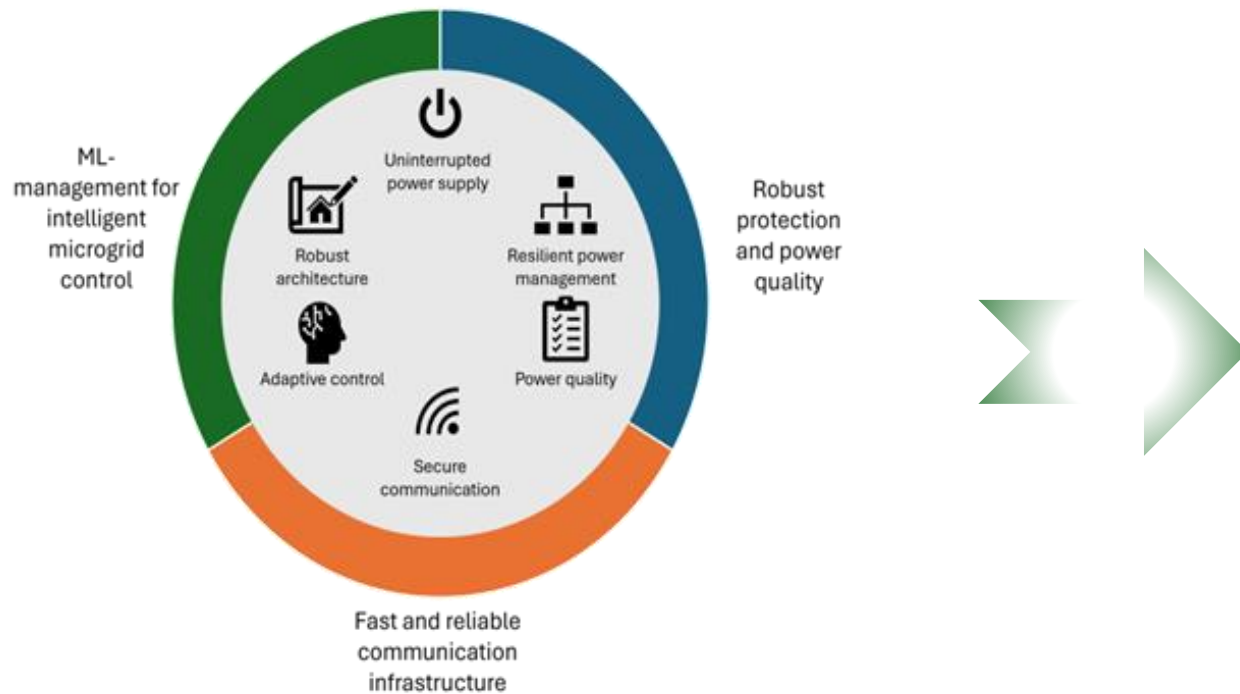 ML-
management for
intelligent
microgrid
control
Uninterrupted
power supply
Robust
architecture
Resilient power
management
Adaptive control
Power quality
Secure
communication
Robust
protection
and power
quality
Fast and reliable
communication
infrastructure